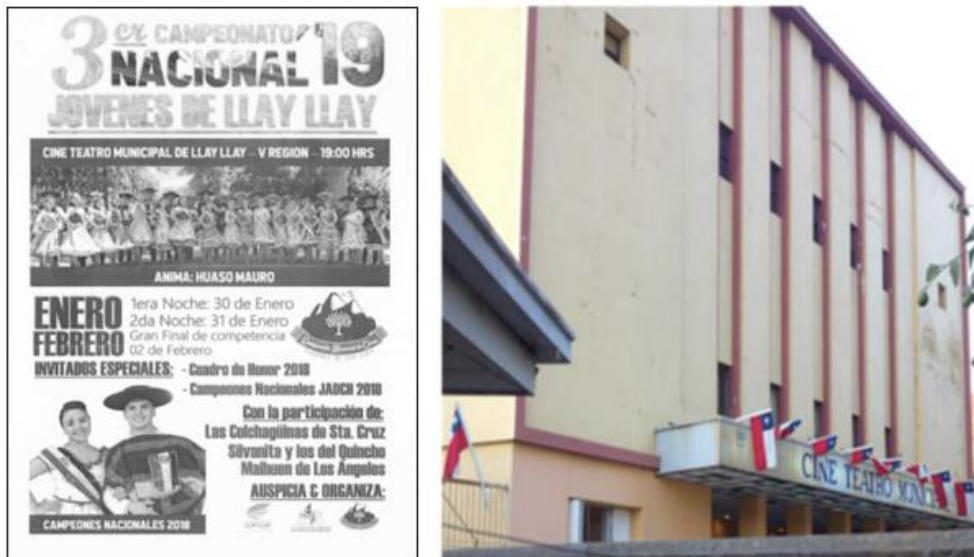 3er CAMPEONATO
NACIONAL '19
JOVENES DE LLAY LLAY
CINE TEATRO MUNICIPAL DE LLAY LLAY – V REGION – 19:00 HRS
ANIMA: HUASO MAURO
ENERO
FEBRERO
1era Noche: 30 de Enero
2da Noche: 31 de Enero
Gran Final de competencia
02 de Febrero
INVITADOS ESPECIALES: - Cuadro de Honor 2018
- Campeones Nacionales JADCH 2018
Con la participación de:
Las Colchagüinas de Sta. Cruz
Silvanita y los del Quincho
Malhuen de Los Ángeles
AUSPICIA & ORGANIZA:
CAMPEONES NACIONALES 2018
CINE TEATRO MUNICI